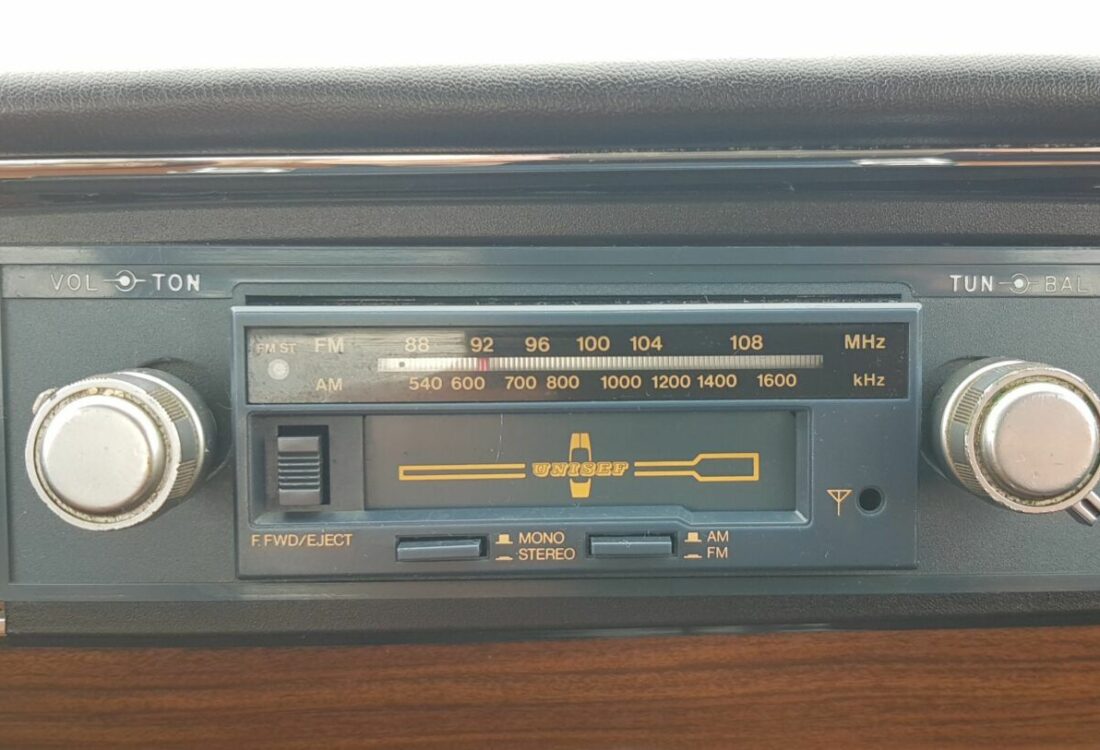 VOL TON
TUN BAL
FM ST FM 88 92 96 100 104 108 MHz
AM 540 600 700 800 1000 1200 1400 1600 kHz
UNISEF
F.FWD/EJECT
MONO
STEREO
AM
FM